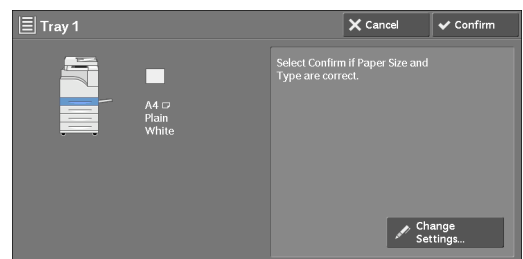 Tray 1
Cancel
Confirm
Select Confirm if Paper Size and
Type are correct.
A4
Plain
White
Change
Settings...